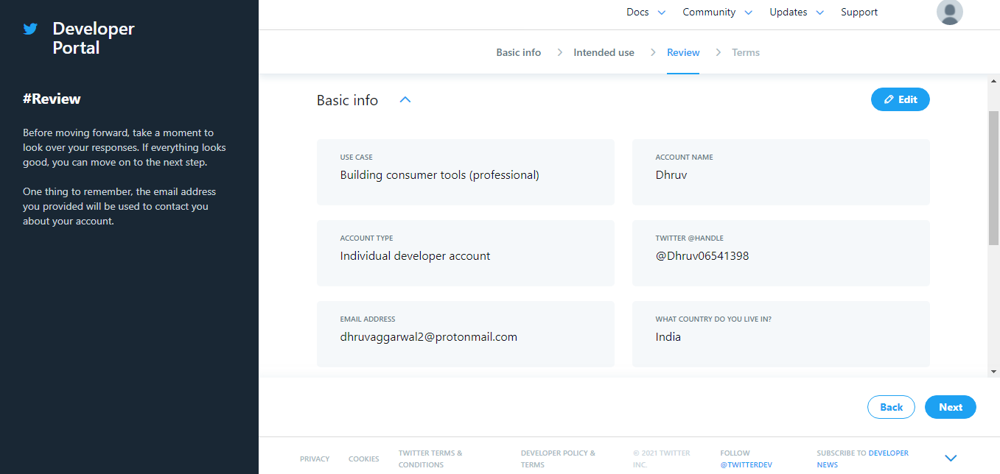 Developer
Portal
#Review
Before moving forward, take a moment to
look over your responses. If everything looks
good, you can move on to the next step.
One thing to remember, the email address
you provided will be used to contact you
about your account.
Docs Community Updates Support
Basic info Intended use Review Terms
Basic info Edit
USE CASE
Building consumer tools (professional)
ACCOUNT NAME
Dhruv
ACCOUNT TYPE
Individual developer account
TWITTER @HANDLE
@Dhruv06541398
EMAIL ADDRESS
dhruvaggarwal2@protonmail.com
WHAT COUNTRY DO YOU LIVE IN?
India
Back Next
PRIVACY
COOKIES
TWITTER TERMS &
CONDITIONS
DEVELOPER POLICY &
TERMS
© 2021 TWITTER
INC.
FOLLOW
@TWITTERDEV
SUBSCRIBE TO DEVELOPER
NEWS